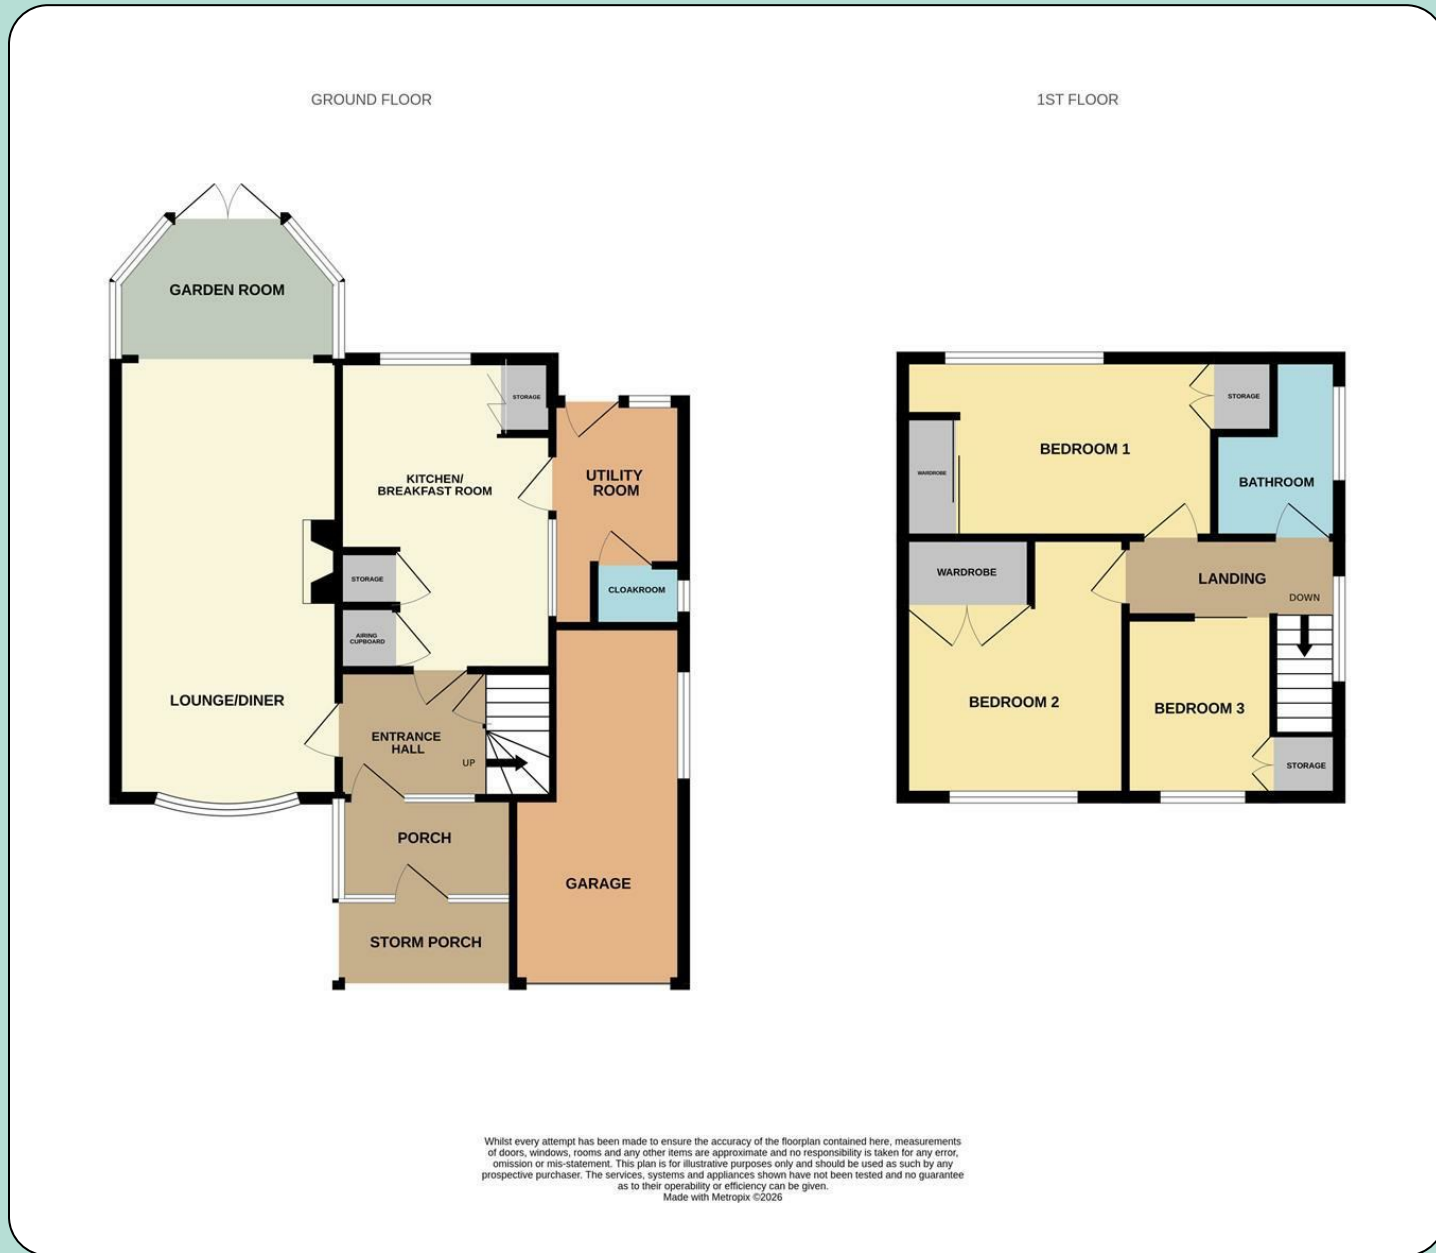 GROUND FLOOR
1ST FLOOR
GARDEN ROOM
STORAGE
KITCHEN/
BREAKFAST ROOM
UTILITY
ROOM
STORAGE
CLOAKROOM
AIRING
CUPBOARD
LOUNGE/DINER
ENTRANCE
HALL
UP
PORCH
GARAGE
STORM PORCH
STORAGE
BEDROOM 1
WARDROBE
BATHROOM
WARDROBE
LANDING
DOWN
BEDROOM 2
BEDROOM 3
STORAGE
Whilst every attempt has been made to ensure the accuracy of the floorplan contained here, measurements
of doors, windows, rooms and any other items are approximate and no responsibility is taken for any error,
omission or mis-statement. This plan is for illustrative purposes only and should be used as such by any
prospective purchaser. The services, systems and appliances shown have not been tested and no guarantee
as to their operability or efficiency can be given.
Made with Metropix ©2026